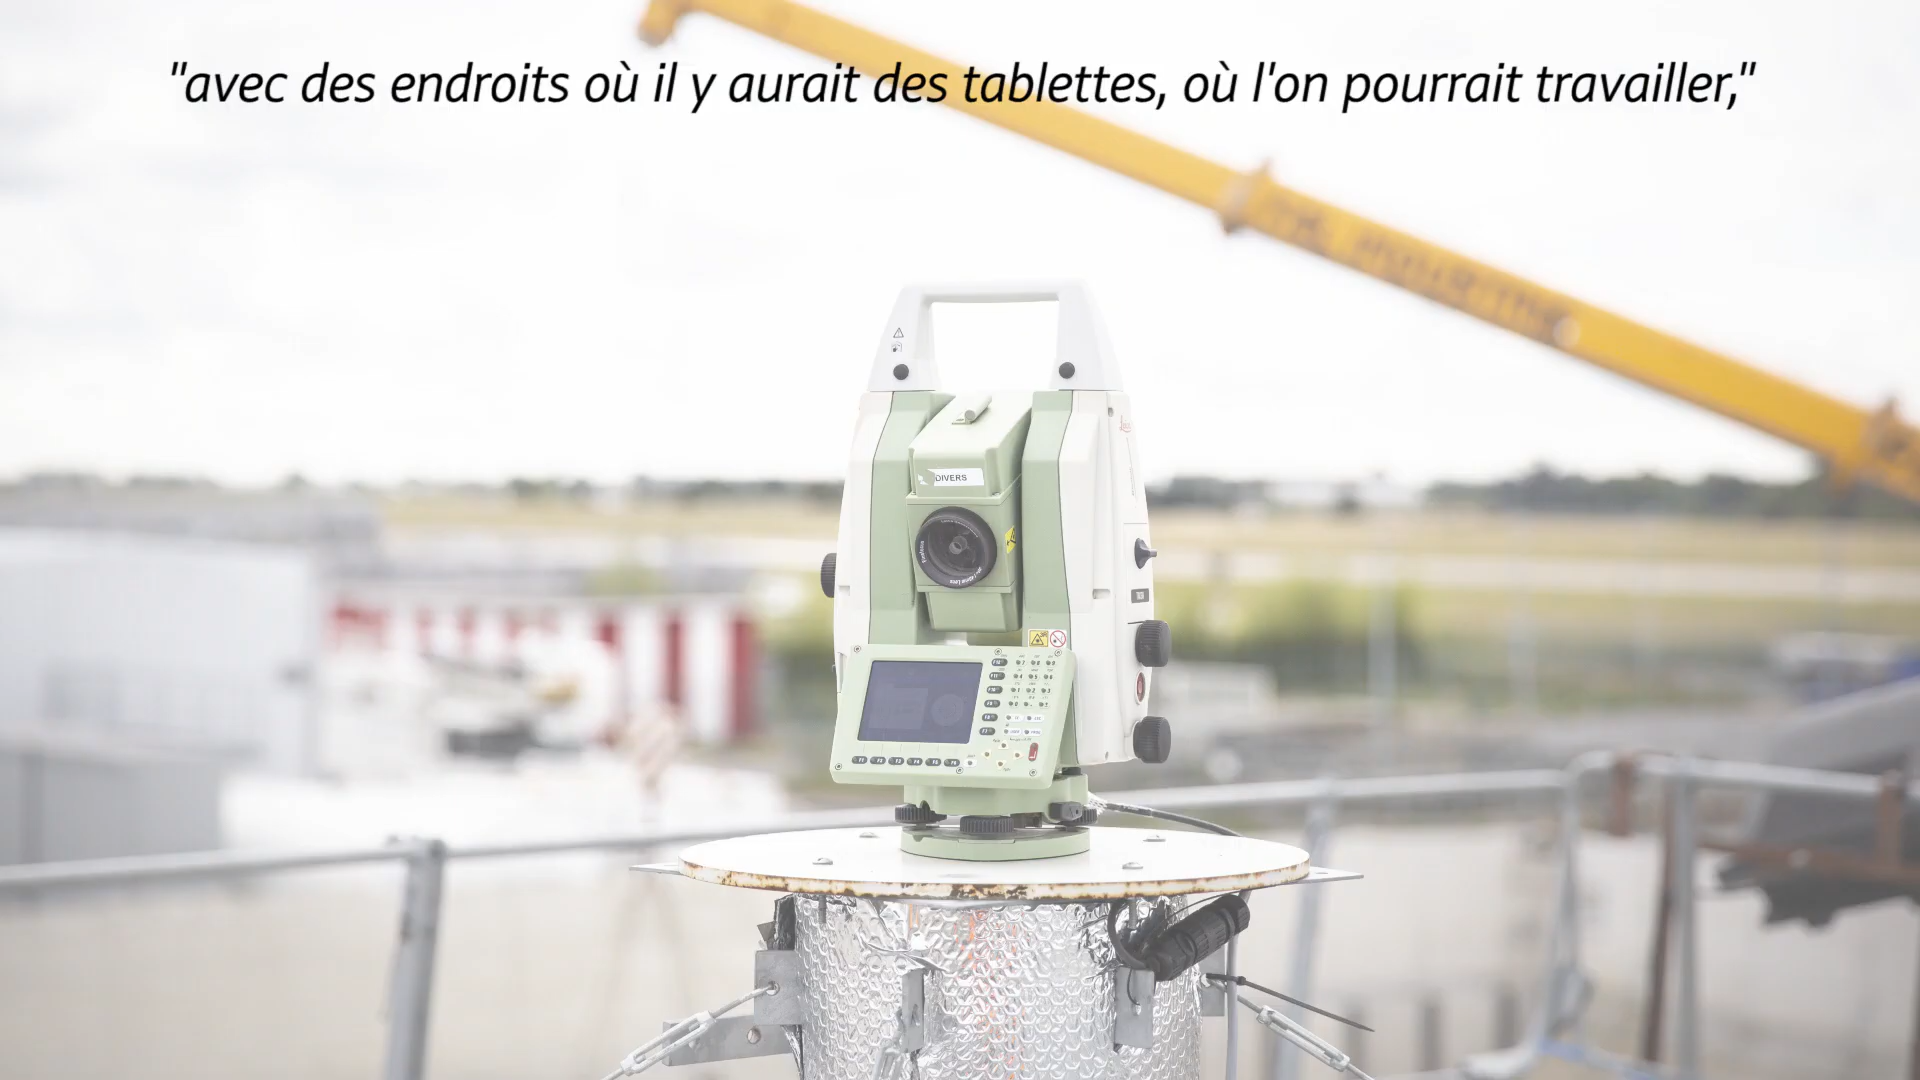 "avec des endroits où il y aurait des tablettes, où l'on pourrait travailler,"
DIVERS